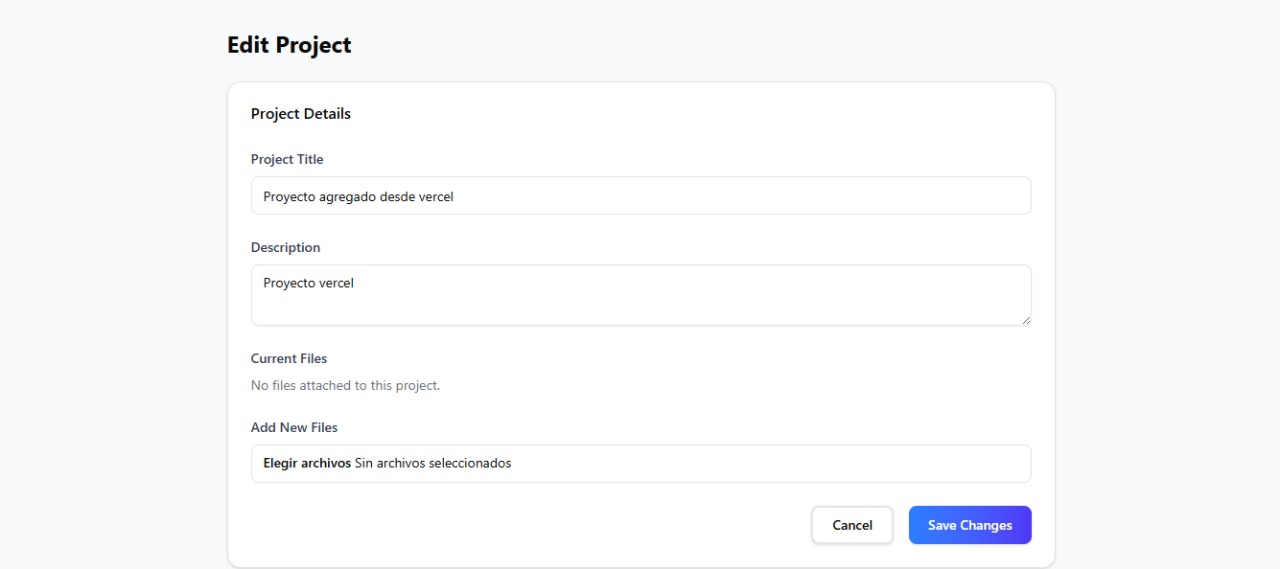 Edit Project
Project Details
Project Title
Proyecto agregado desde vercel
Description
Proyecto vercel
Current Files
No files attached to this project.
Add New Files
Elegir archivos Sin archivos seleccionados
Cancel Save Changes